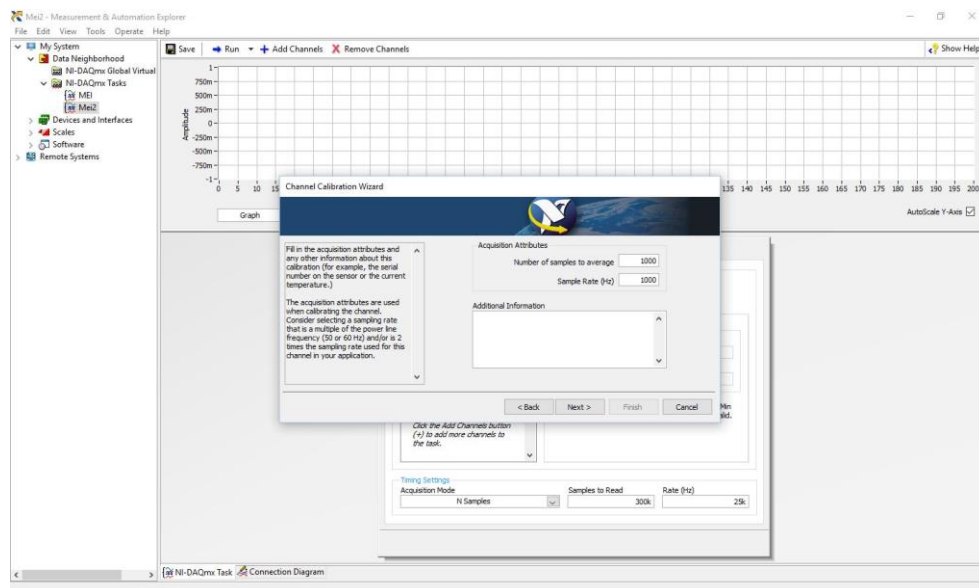 Mei2 - Measurement & Automation Explorer
File Edit View Tools Operate Help
My System
Data Neighborhood
NI-DAQmx Global Virtual
NI-DAQmx Tasks
MEI
Mei2
Devices and Interfaces
Scales
Software
Remote Systems
Save Run Add Channels Remove Channels Show Help
Amplitude
1
750m
500m
250m
0
-250m
-500m
-750m
-1
0 5 10 15 135 140 145 150 155 160 165 170 175 180 185 190 195 200
Graph
AutoScale Y-Axis
Channel Calibration Wizard
Fill in the acquisition attributes and
any other information about this
calibration (for example, the serial
number on the sensor or the current
temperature.)
The acquisition attributes are used
when calibrating the channel.
Consider selecting a sampling rate
that is a multiple of the power line
frequency (50 or 60 Hz) and/or is 2
times the sampling rate used for this
channel in your application.
Acquisition Attributes
Number of samples to average 1000
Sample Rate (Hz) 1000
Additional Information
< Back Next > Finish Cancel
Min
Click the Add Channels button
(+) to add more channels to
the task.
Timing Settings
Acquisition Mode Samples to Read Rate (Hz)
N Samples 300k 25k
NI-DAQmx Task Connection Diagram